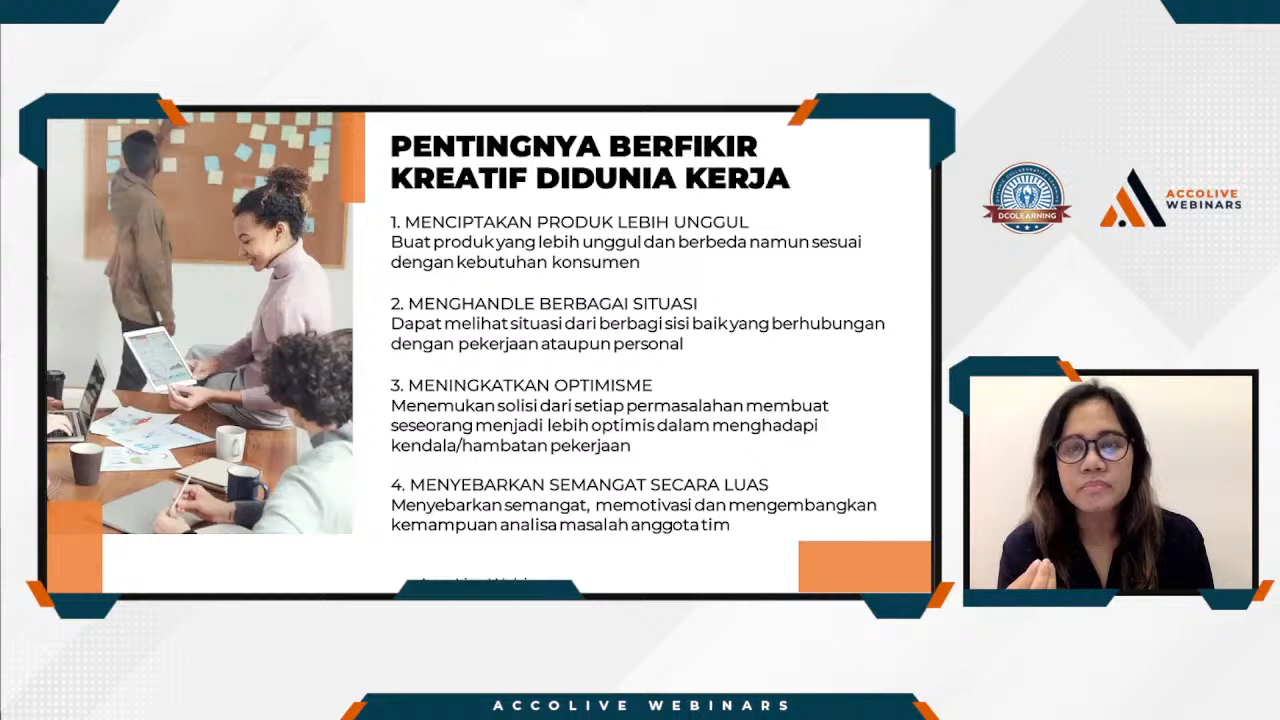 PENTINGNYA BERFIKIR
KREATIF DIDUNIA KERJA
1. MENCIPTAKAN PRODUK LEBIH UNGGUL
Buat produk yang lebih unggul dan berbeda namun sesuai
dengan kebutuhan konsumen
2. MENGHANDLE BERBAGAI SITUASI
Dapat melihat situasi dari berbagi sisi baik yang berhubungan
dengan pekerjaan ataupun personal
3. MENINGKATKAN OPTIMISME
Menemukan solisi dari setiap permasalahan membuat
seseorang menjadi lebih optimis dalam menghadapi
kendala/hambatan pekerjaan
4. MENYEBARKAN SEMANGAT SECARA LUAS
Menyebarkan semangat, memotivasi dan mengembangkan
kemampuan analisa masalah anggota tim
DCOLEARNING
ACCOLIVE
WEBINARS
ACCOLIVE WEBINARS